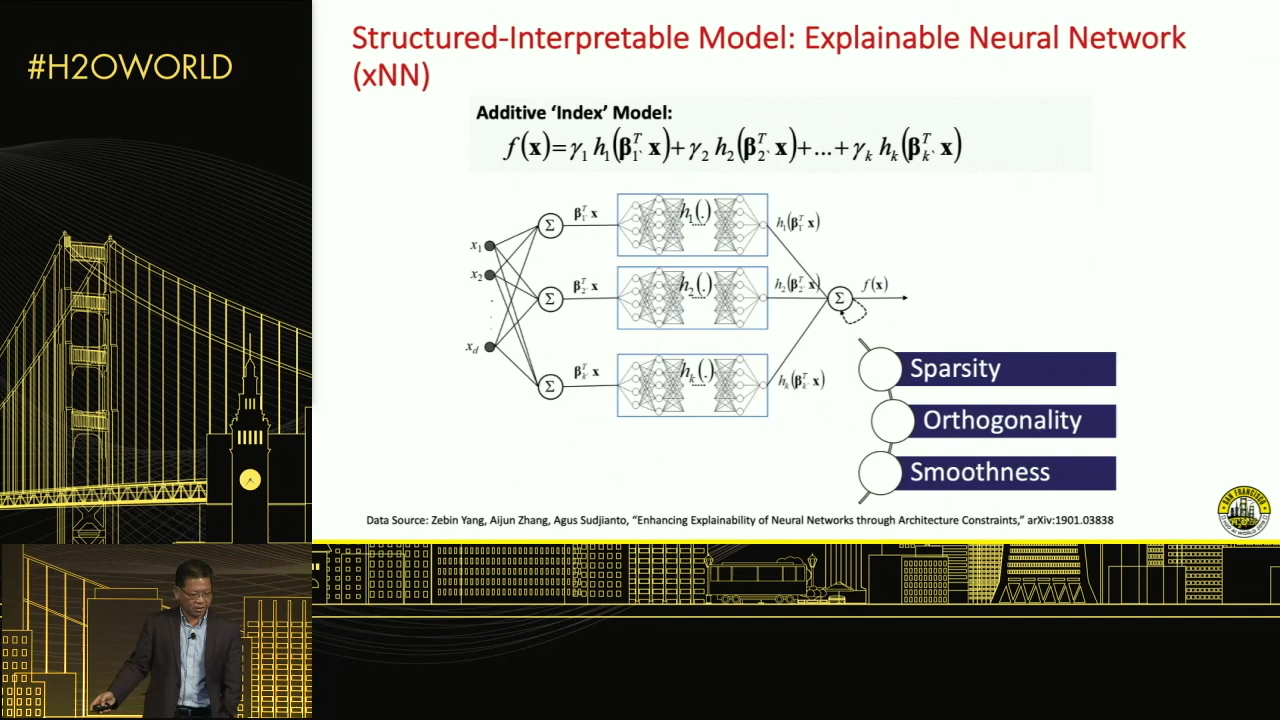 #H2OWORLD
Structured-Interpretable Model: Explainable Neural Network
(xNN)
Additive ‘Index’ Model:
f(x)=γ₁ h₁(β₁ᵀ x)+γ₂ h₂(β₂ᵀ x)+...+γₖ hₖ(βₖᵀ x)
x₁
x₂
x_d
Σ
β₁ᵀ x
h₁(.)
h₁(β₁ᵀ x)
Σ
β₂ᵀ x
h₂(.)
h₂(β₂ᵀ x)
Σ
f(x)
Σ
βₖᵀ x
hₖ(.)
hₖ(βₖᵀ x)
Sparsity
Orthogonality
Smoothness
Data Source: Zebin Yang, Aijun Zhang, Agus Sudjianto, “Enhancing Explainability of Neural Networks through Architecture Constraints,” arXiv:1901.03838
SAN FRANCISCO